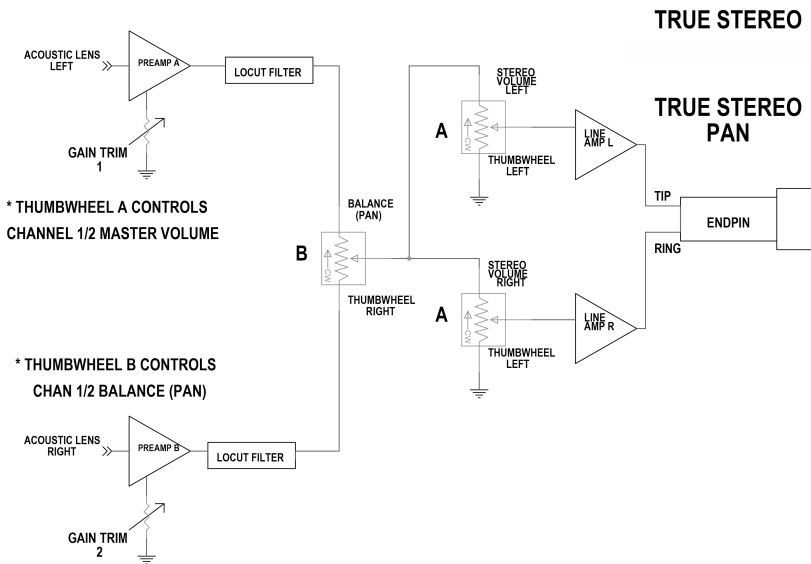 TRUE STEREO
TRUE STEREO
PAN
ACOUSTIC LENS
LEFT
PREAMP A
LOCUT FILTER
GAIN TRIM
1
* THUMBWHEEL A CONTROLS
CHANNEL 1/2 MASTER VOLUME
BALANCE
(PAN)
B
CW
THUMBWHEEL
RIGHT
STEREO
VOLUME
LEFT
A
CW
THUMBWHEEL
LEFT
LINE
AMP L
TIP
ENDPIN
RING
STEREO
VOLUME
RIGHT
A
CW
THUMBWHEEL
LEFT
LINE
AMP R
* THUMBWHEEL B CONTROLS
CHAN 1/2 BALANCE (PAN)
ACOUSTIC LENS
RIGHT
PREAMP B
LOCUT FILTER
GAIN TRIM
2